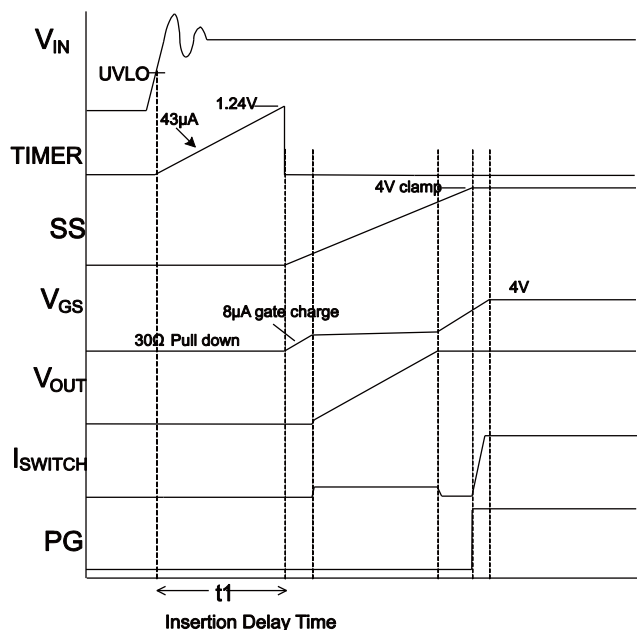 VIN
UVLO
1.24V
43µA
TIMER
4V clamp
SS
VGS
4V
8µA gate charge
30Ω Pull down
VOUT
ISWITCH
PG
t1
Insertion Delay Time